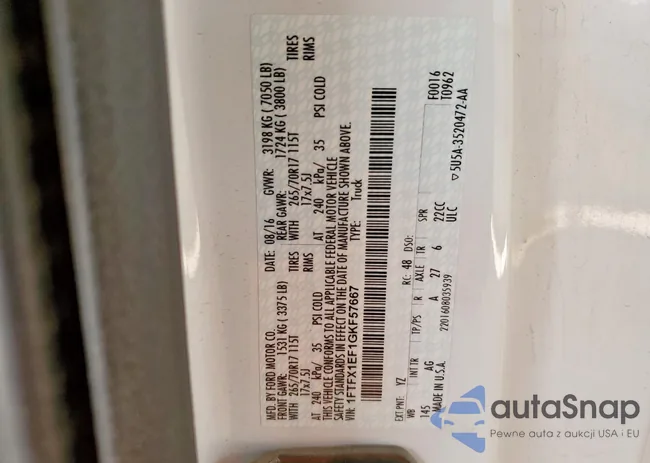 MFD. BY FORD MOTOR CO.
DATE: 08/16 GVWR: 3198 KG ( 7050 LB)
FRONT GAWR: 1531 KG ( 3375 LB) REAR GAWR: 1724 KG ( 3800 LB)
WITH 265/70R17 115T TIRES WITH 265/70R17 115T TIRES
17x7.5J RIMS 17x7.5J RIMS
AT 240 kPa/ 35 PSI COLD AT 240 kPa/ 35 PSI COLD
THIS VEHICLE CONFORMS TO ALL APPLICABLE FEDERAL MOTOR VEHICLE
SAFETY STANDARDS IN EFFECT ON THE DATE OF MANUFACTURE SHOWN ABOVE.
VIN: 1FTFX1EF1GKF57667 TYPE: Truck
F0016
T0962
EXT PNT: YZ RC: 48 DSO:
WB INT TR TP/PS R AXLE TR SPR
145 AG A 27 6 22CC
MADE IN U.S.A. ULC
2201608035939
▽5U5A-3520472-AA
autaSnap
Pewne auta z aukcji USA i EU